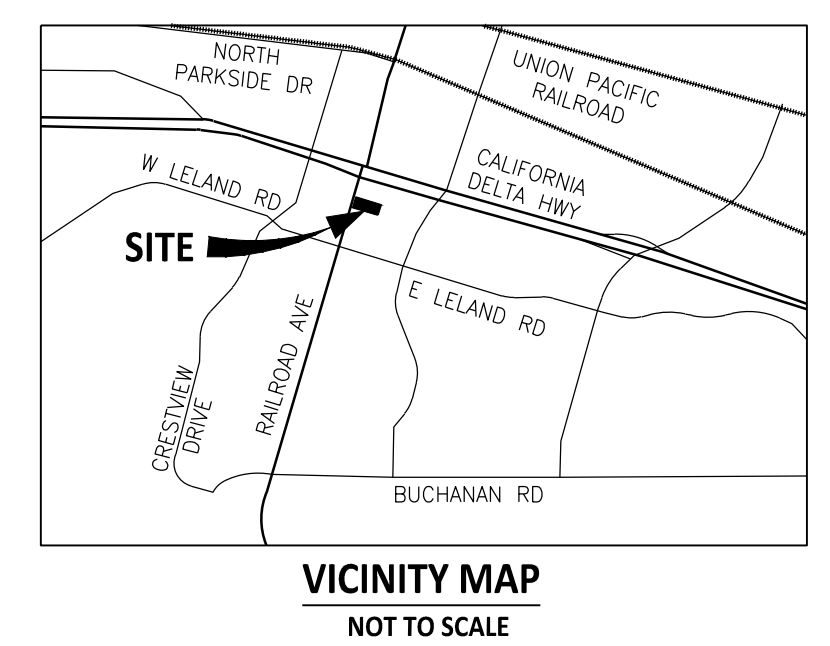 NORTH
PARKSIDE DR
UNION PACIFIC
RAILROAD
CALIFORNIA
DELTA HWY
W LELAND RD
SITE
E LELAND RD
RAILROAD AVE
CRESTVIEW
DRIVE
BUCHANAN RD
VICINITY MAP
NOT TO SCALE